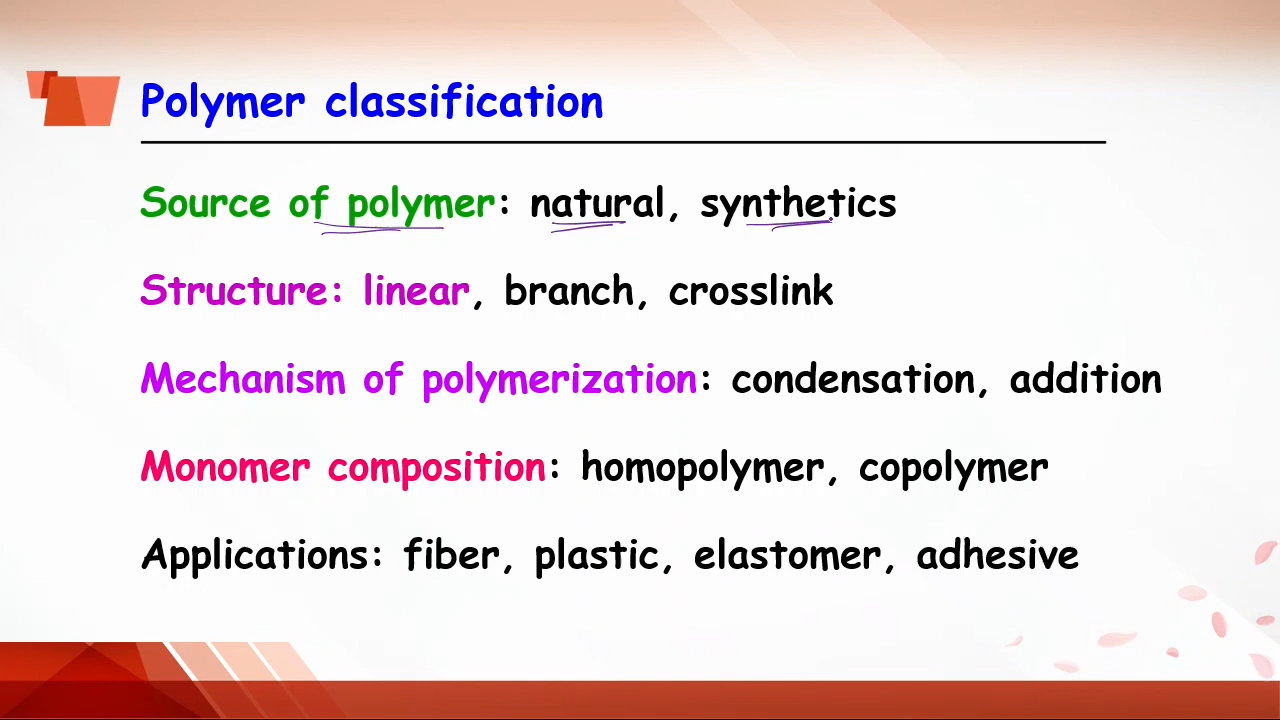 Polymer classification
Source of polymer: natural, synthetics
Structure: linear, branch, crosslink
Mechanism of polymerization: condensation, addition
Monomer composition: homopolymer, copolymer
Applications: fiber, plastic, elastomer, adhesive